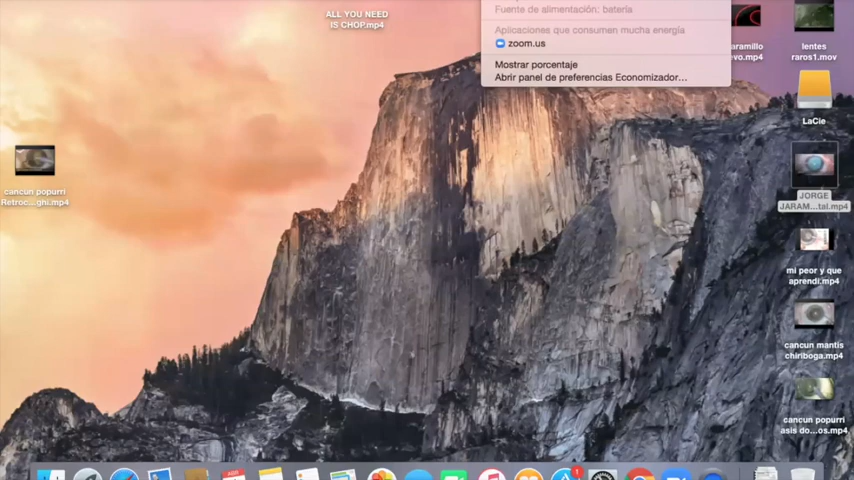 Fuente de alimentación: batería
Aplicaciones que consumen mucha energía
zoom.us
Mostrar porcentaje
Abrir panel de preferencias Economizador...
ALL YOU NEED
IS CHOP.mp4
lentes
raros1.mov
LaCie
cancun popurri
Retroc...ghi.mp4
JORGE
JARAM...tal.mp4
mi peor y que
aprendi.mp4
cancun mantis
chiriboga.mp4
cancun popurri
asis do...os.mp4
1